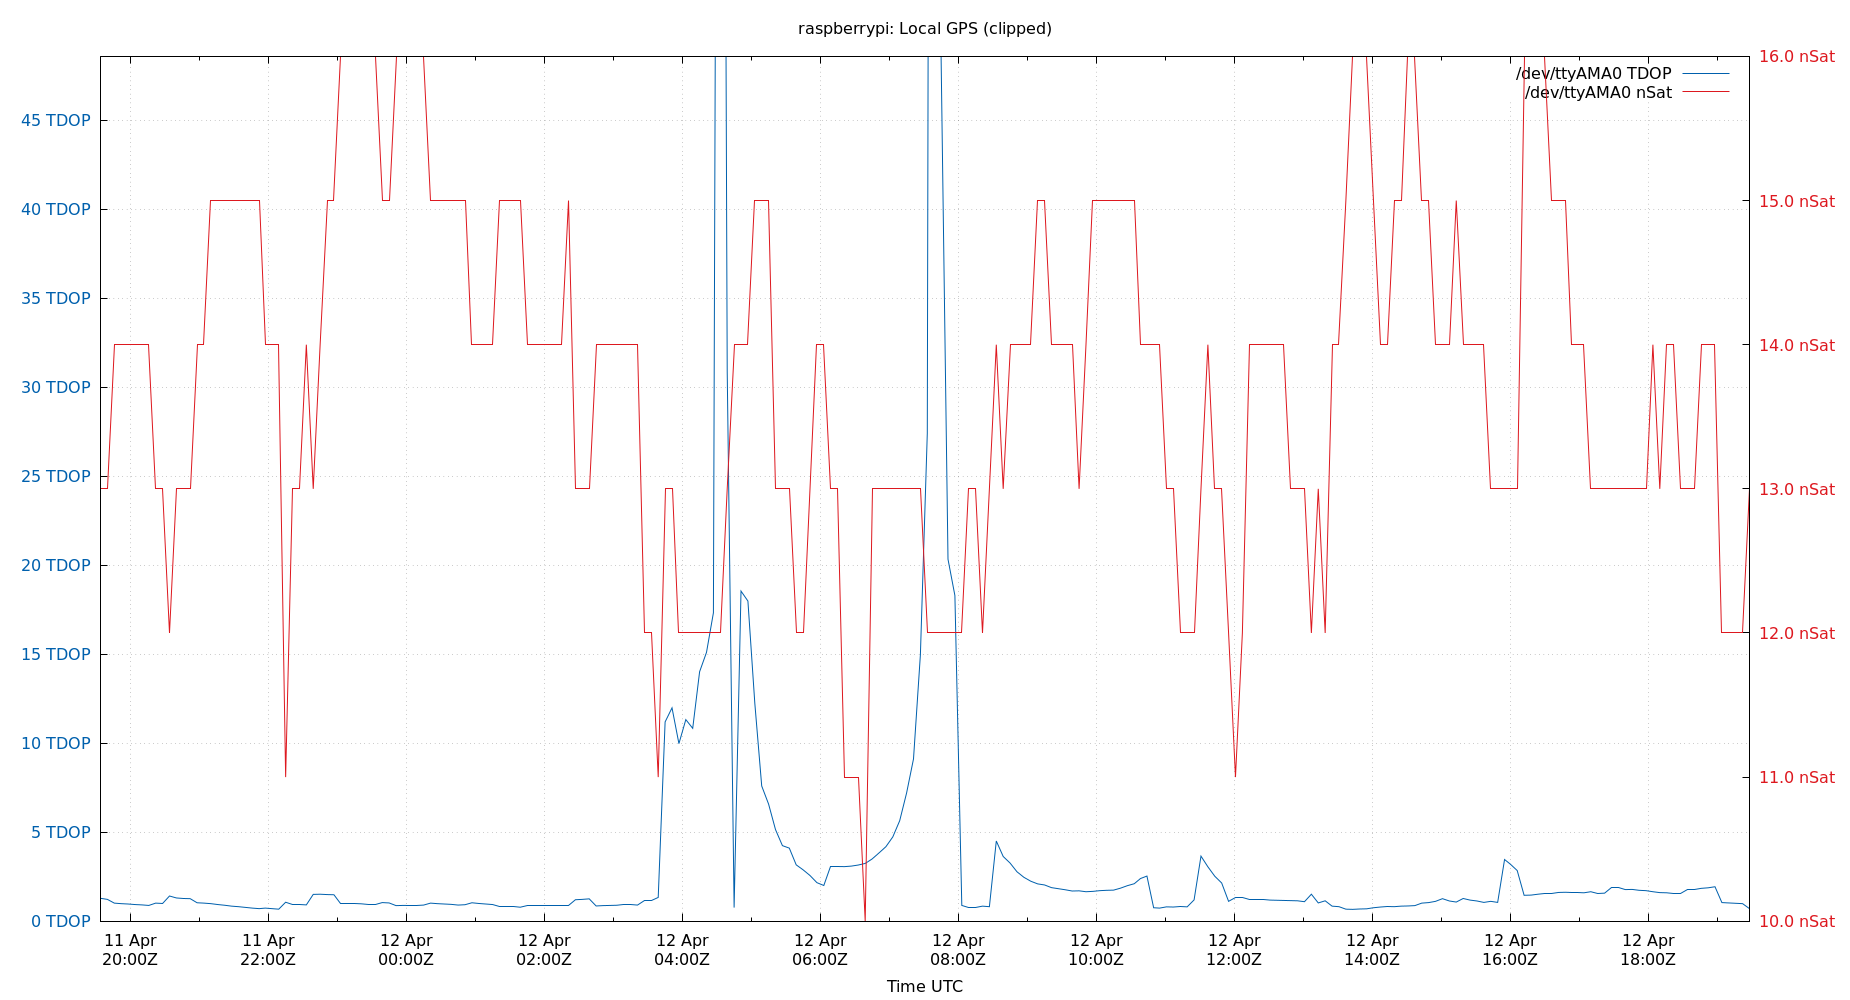 raspberrypi: Local GPS (clipped)
/dev/ttyAMA0 TDOP
/dev/ttyAMA0 nSat
45 TDOP
40 TDOP
35 TDOP
30 TDOP
25 TDOP
20 TDOP
15 TDOP
10 TDOP
5 TDOP
0 TDOP
16.0 nSat
15.0 nSat
14.0 nSat
13.0 nSat
12.0 nSat
11.0 nSat
10.0 nSat
11 Apr
20:00Z
11 Apr
22:00Z
12 Apr
00:00Z
12 Apr
02:00Z
12 Apr
04:00Z
12 Apr
06:00Z
12 Apr
08:00Z
12 Apr
10:00Z
12 Apr
12:00Z
12 Apr
14:00Z
12 Apr
16:00Z
12 Apr
18:00Z
Time UTC